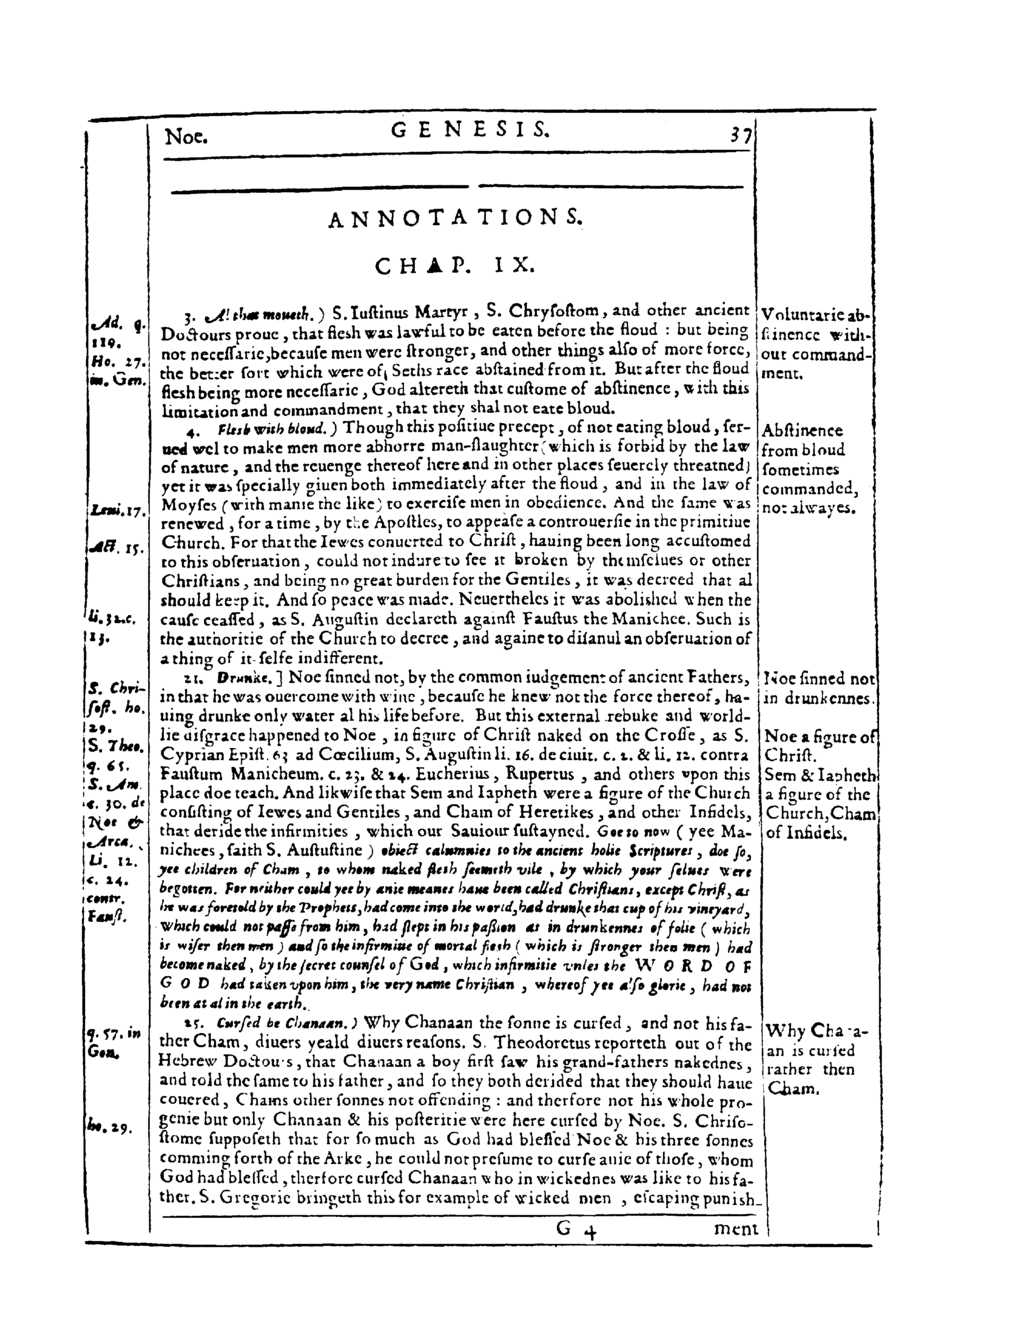 Noe. GENESIS. 37
ANNOTATIONS.
CHAP. IX.
3. Al that moueth.) S. Iuſtinus Martyr, S. Chryſoſtom, and other ancient
Doctours proue, that fleſh was lawful to be eaten before the floud: but being
not neceſſarie, becauſe men were ſtronger, and other things alſo of more force,
the better ſort which were of Seths race abſtained from it. But after the floud
fleſh being more neceſſarie, God altereth that cuſtome of abſtinence, with this
limitation and commandment, that they shal not eate bloud.
4. Flesh with bloud.) Though this poſitiue precept, of not eating bloud, ſer-
ued wel to make men more abhorre man-ſlaughter (which is forbid by the law
of nature, and the reuenge thereof here and in other places ſeuerely threatned)
yet it was ſpecially giuen both immediately after the floud, and in the law of
Moyſes (with manie the like) to exerciſe men in obedience. And the ſame was
renewed, for a time, by the Apoſtles, to appeaſe a controuerſie in the primitiue
Church. For that the Iewes conuerted to Chriſt, hauing been long accuſtomed
to this obſeruation, could not indure to ſee it broken by themſelues or other
Chriſtians, and being no great burden for the Gentiles, it was decreed that al
should keep it. And ſo peace was made. Neuertheles it was abolished when the
cauſe ceaſſed, as S. Auguſtin declareth againſt Fauſtus the Manichee. Such is
the authoritie of the Church to decree, and againe to diſanul an obſeruation of
a thing of it-ſelfe indifferent.
21. Drunke.] Noe ſinned not, by the common iudgement of ancient Fathers,
in that he was ouercome with wine, becauſe he knew not the force thereof, ha-
uing drunke only water al his life before. But this external rebuke and world-
lie diſgrace happened to Noe, in figure of Chriſt naked on the Croſſe, as S.
Cyprian Epiſt. 63 ad Cœcilium, S. Auguſtin li. 16. de ciuit. c. 2. & li. 12. contra
Fauſtum Manicheum. c. 23. & 24. Eucherius, Rupertus, and others vpon this
place doe teach. And likwiſe that Sem and Iapheth were a figure of the Church
conſiſting of Iewes and Gentiles, and Cham of Heretikes, and other Infidels,
that deride the infirmities, which our Sauiour ſuſtayned. Goe to now (yee Ma-
nichees, ſaith S. Auſtuſtine) obiect calumnies to the ancient holie Scriptures, doe ſo,
yee children of Cham, to whom naked flesh ſeemeth vile, by which your ſelues were
begotten. For neither could yee by anie meanes haue been called Chriſtians, except Chriſt, as
he was foretold by the Prophets, had come into the world, had drunke that cup of his vineyard,
which could not paſſe from him, had ſlept in his paſsion as in drunkennes of folie (which
is wiſer then men) and ſo the infirmitie of mortal flesh (which is ſtronger then men) had
become naked, by the ſecret counſel of God, which infirmitie vnles the WORD OF
GOD had taken vpon him, the very name Chriſtian, whereof yee alſo glorie, had not
been at al in the earth.
25. Curſed be Chanaan.) Why Chanaan the ſonne is curſed, and not his fa-
ther Cham, diuers yeald diuers reaſons. S. Theodoretus reporteth out of the
Hebrew Doctours, that Chanaan a boy firſt ſaw his grand-fathers nakednes,
and told the ſame to his father, and ſo they both derided that they should haue
couered, Chams other ſonnes not offending: and therfore not his whole pro-
genie but only Chanaan & his poſteritie were here curſed by Noe. S. Chriſo-
ſtome ſuppoſeth that for ſo much as God had bleſſed Noe & his three ſonnes
comming forth of the Arke, he could not preſume to curſe anie of thoſe, whom
God had bleſſed, therfore curſed Chanaan who in wickednes was like to his fa-
ther. S. Gregorie bringeth this for example of wicked men, eſcaping punish-
G 4 ment
Ad. q.
119.
Ho. 27.
in. Gen.
Leui. 17.
Act. 15.
li. 32. c.
13.
S. Chri-
ſoſt. ho.
29.
S. Theo.
q. 65.
S. Am.
c. 30. de
Noe &
Arca.
Li. 12.
c. 24.
contr.
Fauſt.
q. 57. in
Gen.
ho. 29.
Voluntarie ab-
ſtinence with-
out command-
ment.
Abſtinence
from bloud
ſometimes
commanded,
not alwayes.
Noe ſinned not
in drunkennes.
Noe a figure of
Chriſt.
Sem & Iapheth
a figure of the
Church, Cham
of Infidels.
Why Chana-
an is curſed
rather then
Cham.